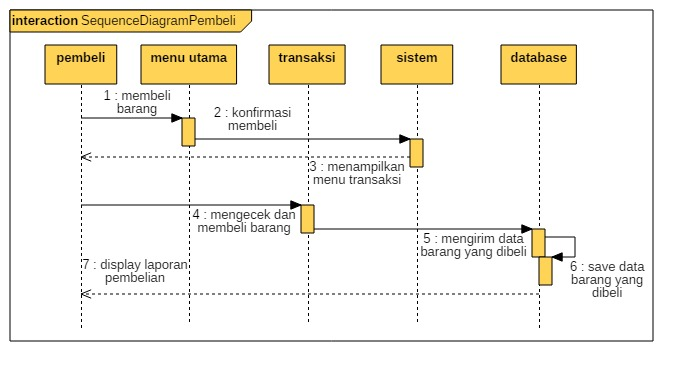 interaction SequenceDiagramPembeli
pembeli
menu utama
transaksi
sistem
database
1 : membeli
barang
2 : konfirmasi
membeli
3 : menampilkan
menu transaksi
4 : mengecek dan
membeli barang
5 : mengirim data
barang yang dibeli
6 : save data
barang yang
dibeli
7 : display laporan
pembelian